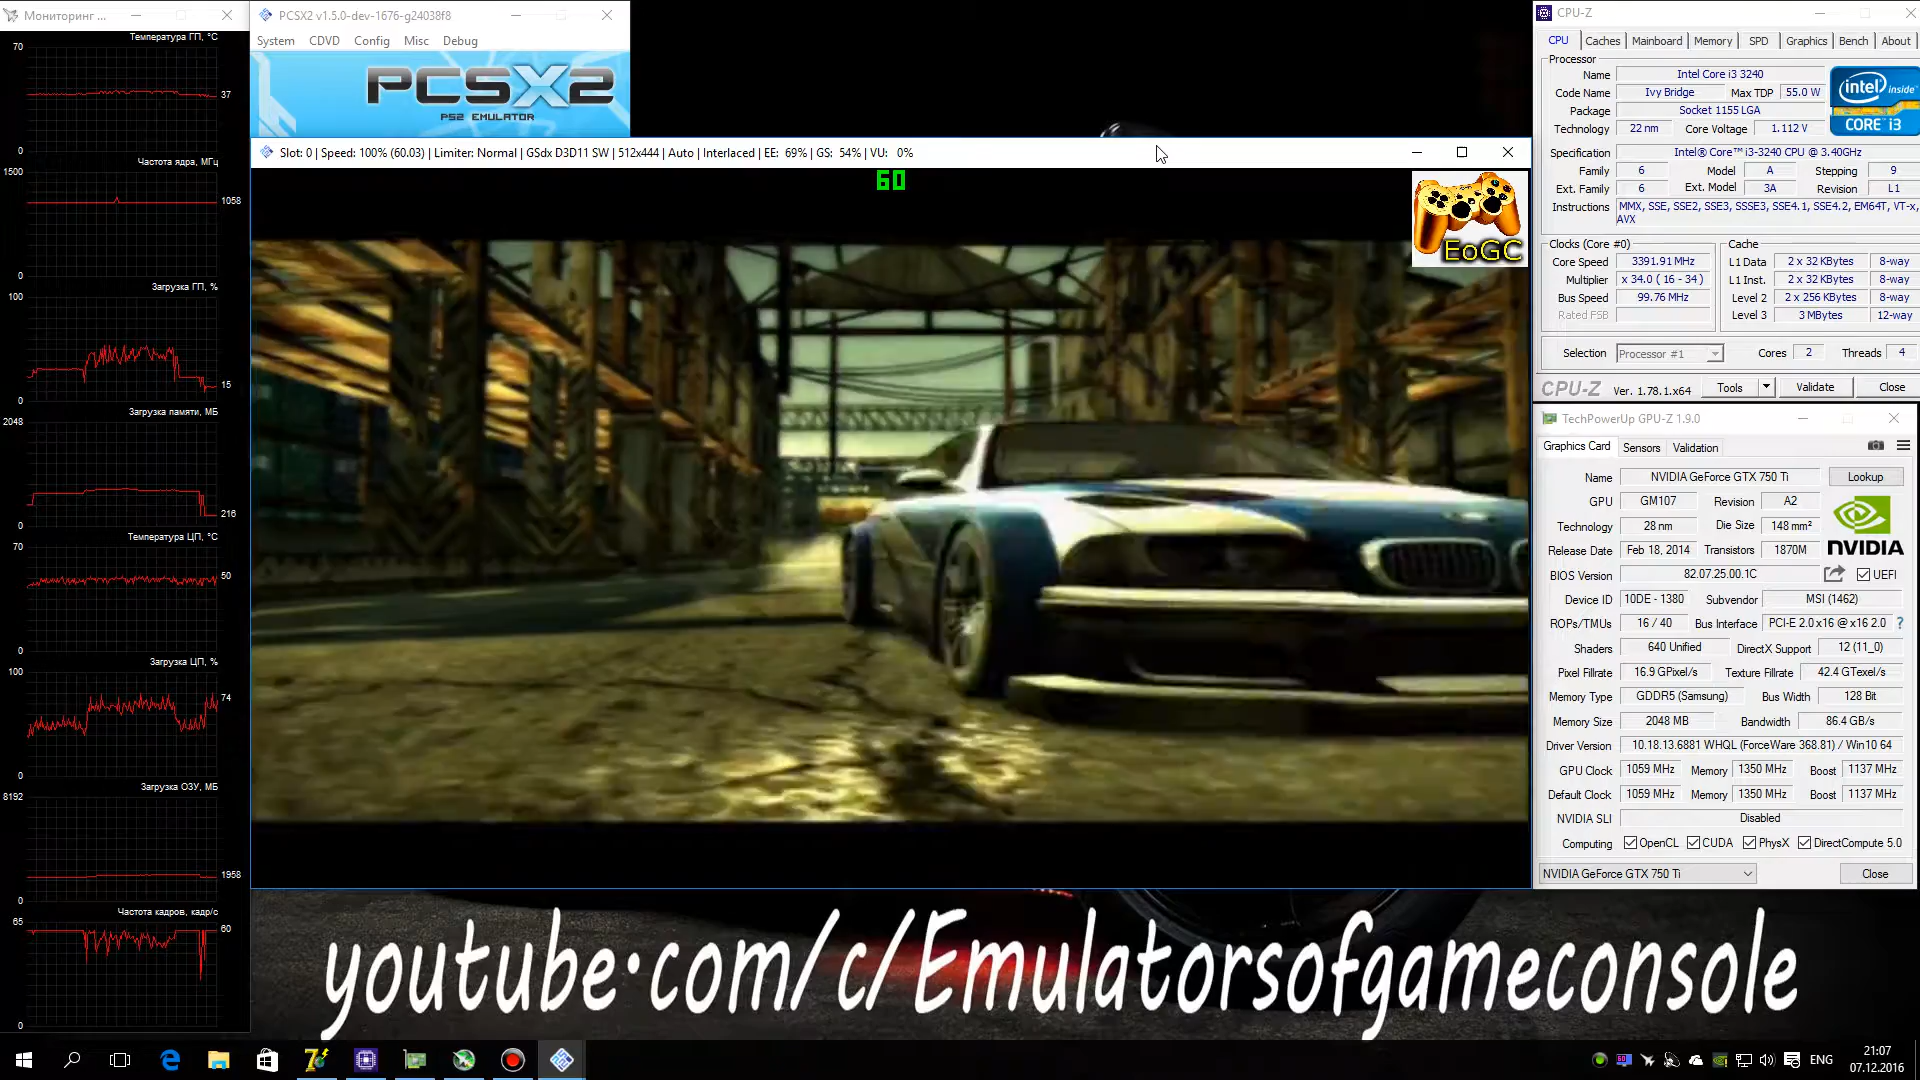 Мониторинг ...
Температура ГП, °C
70
37
0
Частота ядра, МГц
1500
1058
0
Загрузка ГП, %
100
15
0
Загрузка памяти, МБ
2048
216
0
Температура ЦП, °C
70
50
0
Загрузка ЦП, %
100
74
0
Загрузка ОЗУ, МБ
8192
1958
0
Частота кадров, кадр/с
65
60
0
PCSX2 v1.5.0-dev-1676-g24038f8
System CDVD Config Misc Debug
PCSX2
PS2 EMULATOR
Slot: 0 | Speed: 100% (60.03) | Limiter: Normal | GSdx D3D11 SW | 512x444 | Auto | Interlaced | EE: 69% | GS: 54% | VU: 0%
60
EoGC
CPU-Z
CPU Caches Mainboard Memory SPD Graphics Bench About
Processor
Name Intel Core i3 3240
Code Name Ivy Bridge Max TDP 55.0 W
Package Socket 1155 LGA
Technology 22 nm Core Voltage 1.112 V
intel inside
CORE i3
Specification Intel® Core™ i3-3240 CPU @ 3.40GHz
Family 6 Model A Stepping 9
Ext. Family 6 Ext. Model 3A Revision L1
Instructions MMX, SSE, SSE2, SSE3, SSSE3, SSE4.1, SSE4.2, EM64T, VT-x,
AVX
Clocks (Core #0) Cache
Core Speed 3391.91 MHz L1 Data 2 x 32 KBytes 8-way
Multiplier x 34.0 ( 16 - 34 ) L1 Inst. 2 x 32 KBytes 8-way
Bus Speed 99.76 MHz Level 2 2 x 256 KBytes 8-way
Rated FSB Level 3 3 MBytes 12-way
Selection Processor #1 Cores 2 Threads 4
CPU-Z Ver. 1.78.1.x64 Tools Validate Close
TechPowerUp GPU-Z 1.9.0
Graphics Card Sensors Validation
Name NVIDIA GeForce GTX 750 Ti Lookup
GPU GM107 Revision A2
Technology 28 nm Die Size 148 mm²
Release Date Feb 18, 2014 Transistors 1870M
NVIDIA
BIOS Version 82.07.25.00.1C UEFI
Device ID 10DE - 1380 Subvendor MSI (1462)
ROPs/TMUs 16 / 40 Bus Interface PCI-E 2.0 x16 @ x16 2.0 ?
Shaders 640 Unified DirectX Support 12 (11_0)
Pixel Fillrate 16.9 GPixel/s Texture Fillrate 42.4 GTexel/s
Memory Type GDDR5 (Samsung) Bus Width 128 Bit
Memory Size 2048 MB Bandwidth 86.4 GB/s
Driver Version 10.18.13.6881 WHQL (ForceWare 368.81) / Win10 64
GPU Clock 1059 MHz Memory 1350 MHz Boost 1137 MHz
Default Clock 1059 MHz Memory 1350 MHz Boost 1137 MHz
NVIDIA SLI Disabled
Computing OpenCL CUDA PhysX DirectCompute 5.0
NVIDIA GeForce GTX 750 Ti Close
youtube.com/c/Emulatorsofgameconsole
ENG
21:07
07.12.2016